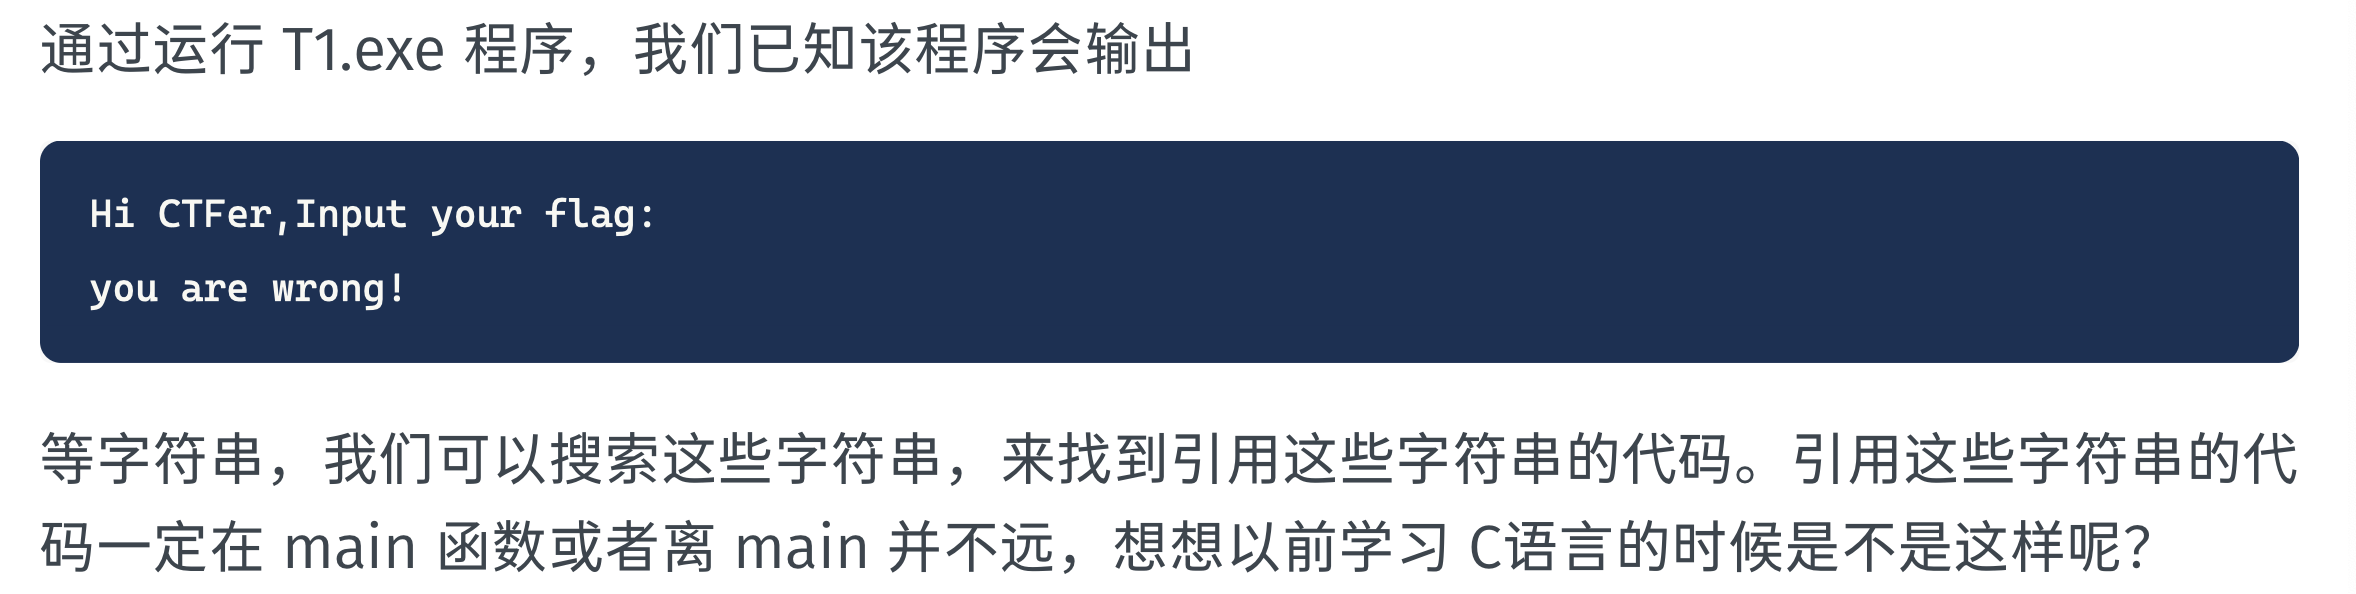 通过运行 T1.exe 程序，我们已知该程序会输出
Hi CTFer,Input your flag:
you are wrong!
等字符串，我们可以搜索这些字符串，来找到引用这些字符串的代码。引用这些字符串的代
码一定在 main 函数或者离 main 并不远，想想以前学习 C语言的时候是不是这样呢？